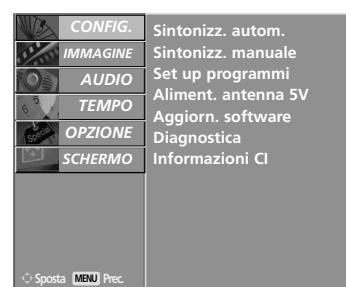 CONFIG.
IMMAGINE
AUDIO
TEMPO
OPZIONE
Special
SCHERMO
Sintonizz. autom.
Sintonizz. manuale
Set up programmi
Aliment. antenna 5V
Aggiorn. software
Diagnostica
Informazioni CI
Sposta MENU Prec.